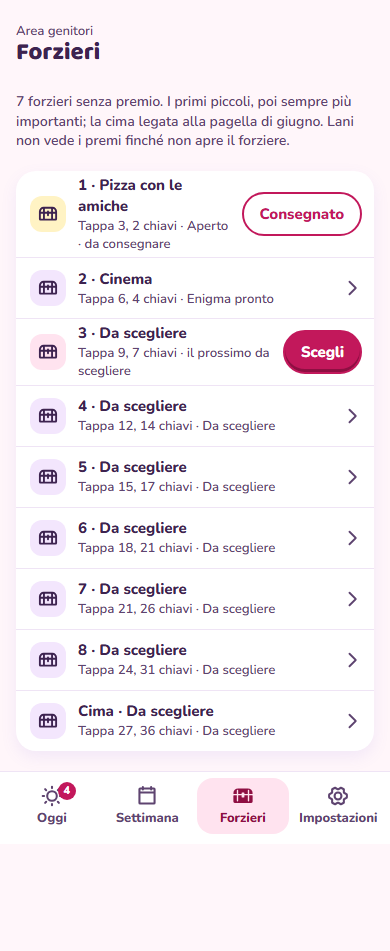 Area genitori
Forzieri
7 forzieri senza premio. I primi piccoli, poi sempre più
importanti; la cima legata alla pagella di giugno. Lani
non vede i premi finché non apre il forziere.
1 · Pizza con le
amiche
Tappa 3, 2 chiavi · Aperto
· da consegnare
Consegnato
2 · Cinema
Tappa 6, 4 chiavi · Enigma pronto
3 · Da scegliere
Tappa 9, 7 chiavi · il prossimo da
scegliere
Scegli
4 · Da scegliere
Tappa 12, 14 chiavi · Da scegliere
5 · Da scegliere
Tappa 15, 17 chiavi · Da scegliere
6 · Da scegliere
Tappa 18, 21 chiavi · Da scegliere
7 · Da scegliere
Tappa 21, 26 chiavi · Da scegliere
8 · Da scegliere
Tappa 24, 31 chiavi · Da scegliere
Cima · Da scegliere
Tappa 27, 36 chiavi · Da scegliere
4
Oggi
Settimana
Forzieri
Impostazioni